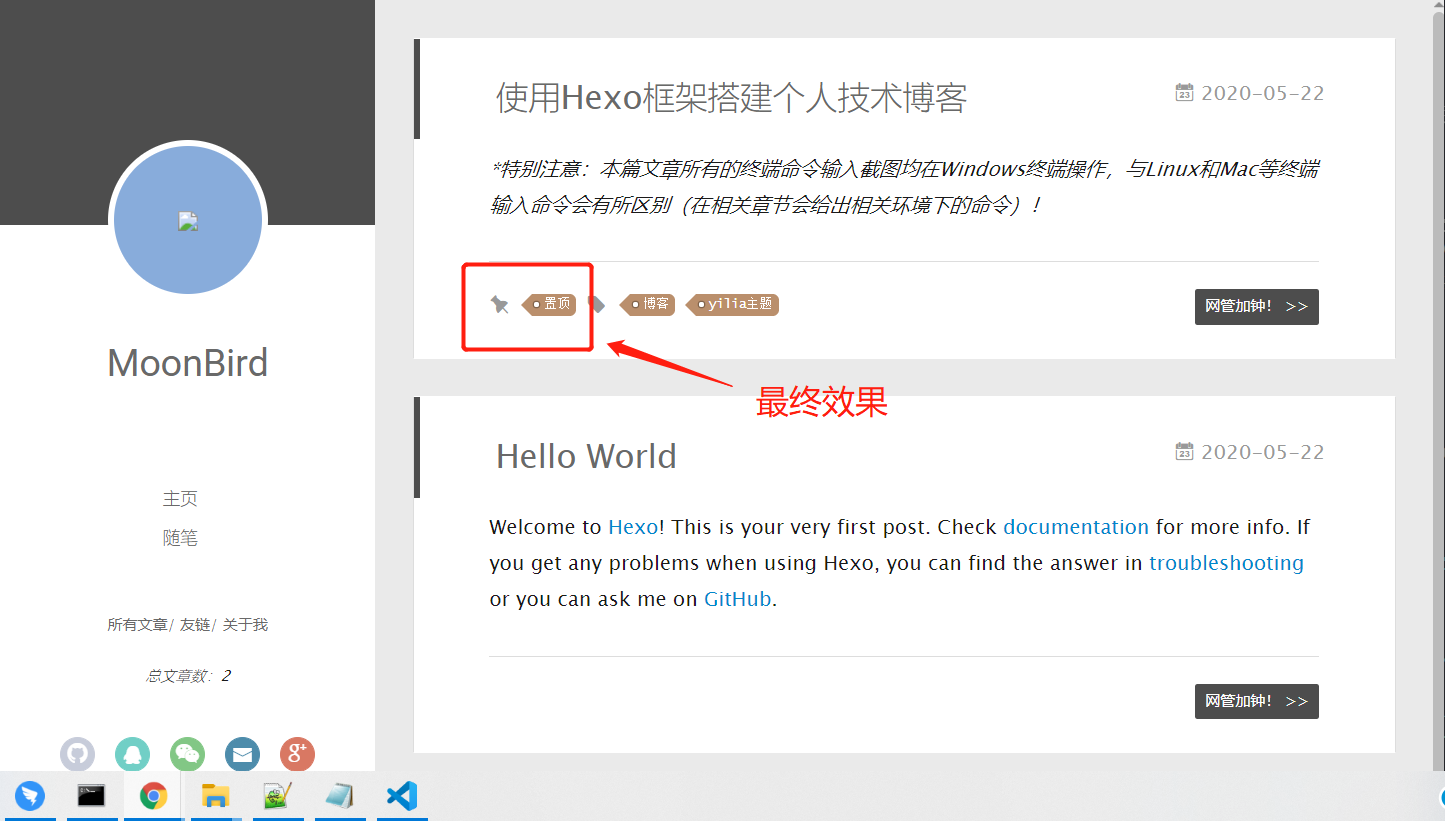 MoonBird
主页
随笔
所有文章/ 友链/ 关于我
总文章数：2
使用Hexo框架搭建个人技术博客
23 2020-05-22
*特别注意：本篇文章所有的终端命令输入截图均在Windows终端操作，与Linux和Mac等终端
输入命令会有所区别（在相关章节会给出相关环境下的命令）！
置顶 博客 yilia主题
网管加钟！ >>
最终效果
Hello World
23 2020-05-22
Welcome to Hexo! This is your very first post. Check documentation for more info. If
you get any problems when using Hexo, you can find the answer in troubleshooting
or you can ask me on GitHub.
网管加钟！ >>
g+